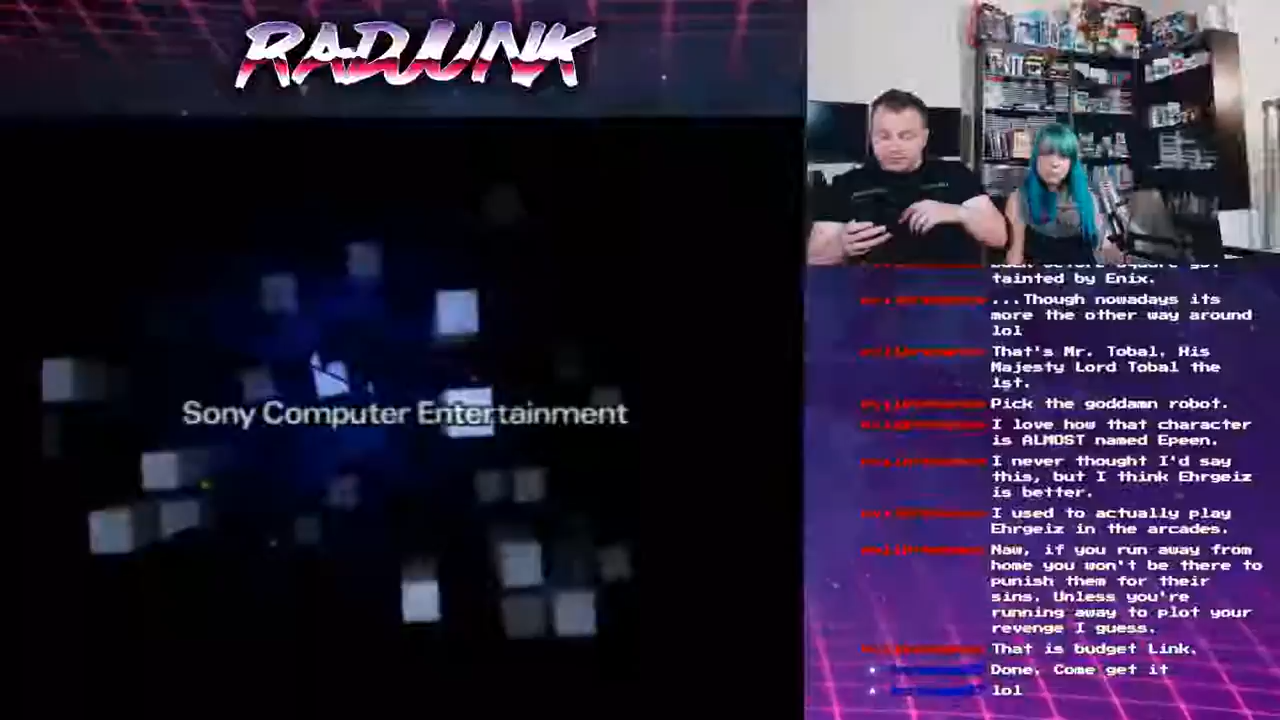 RADJUNK
Sony Computer Entertainment
tainted by Enix.
...Though nowadays its
more the other way around
lol
That's Mr. Tobal. His
Majesty Lord Tobal the
1st.
Pick the goddamn robot.
I love how that character
is ALMOST named Epeen.
I never thought I'd say
this, but I think Ehrgeiz
is better.
I used to actually play
Ehrgeiz in the arcades.
Naw, if you run away from
home you won't be there to
punish them for their
sins. Unless you're
running away to plot your
revenge I guess.
That is budget Link.
Done. Come get it
lol